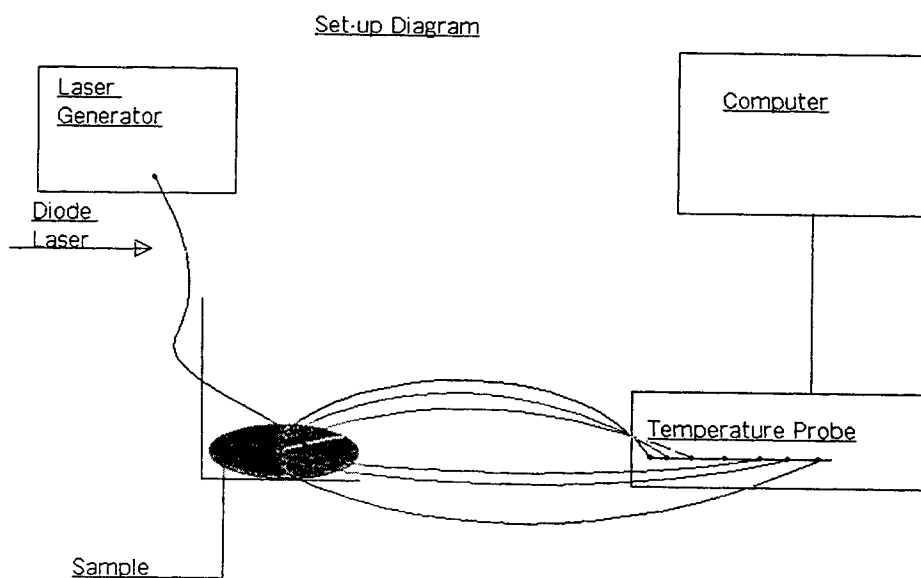 Set-up Diagram
Laser
Generator
Computer
Diode
Laser
Temperature Probe
Sample